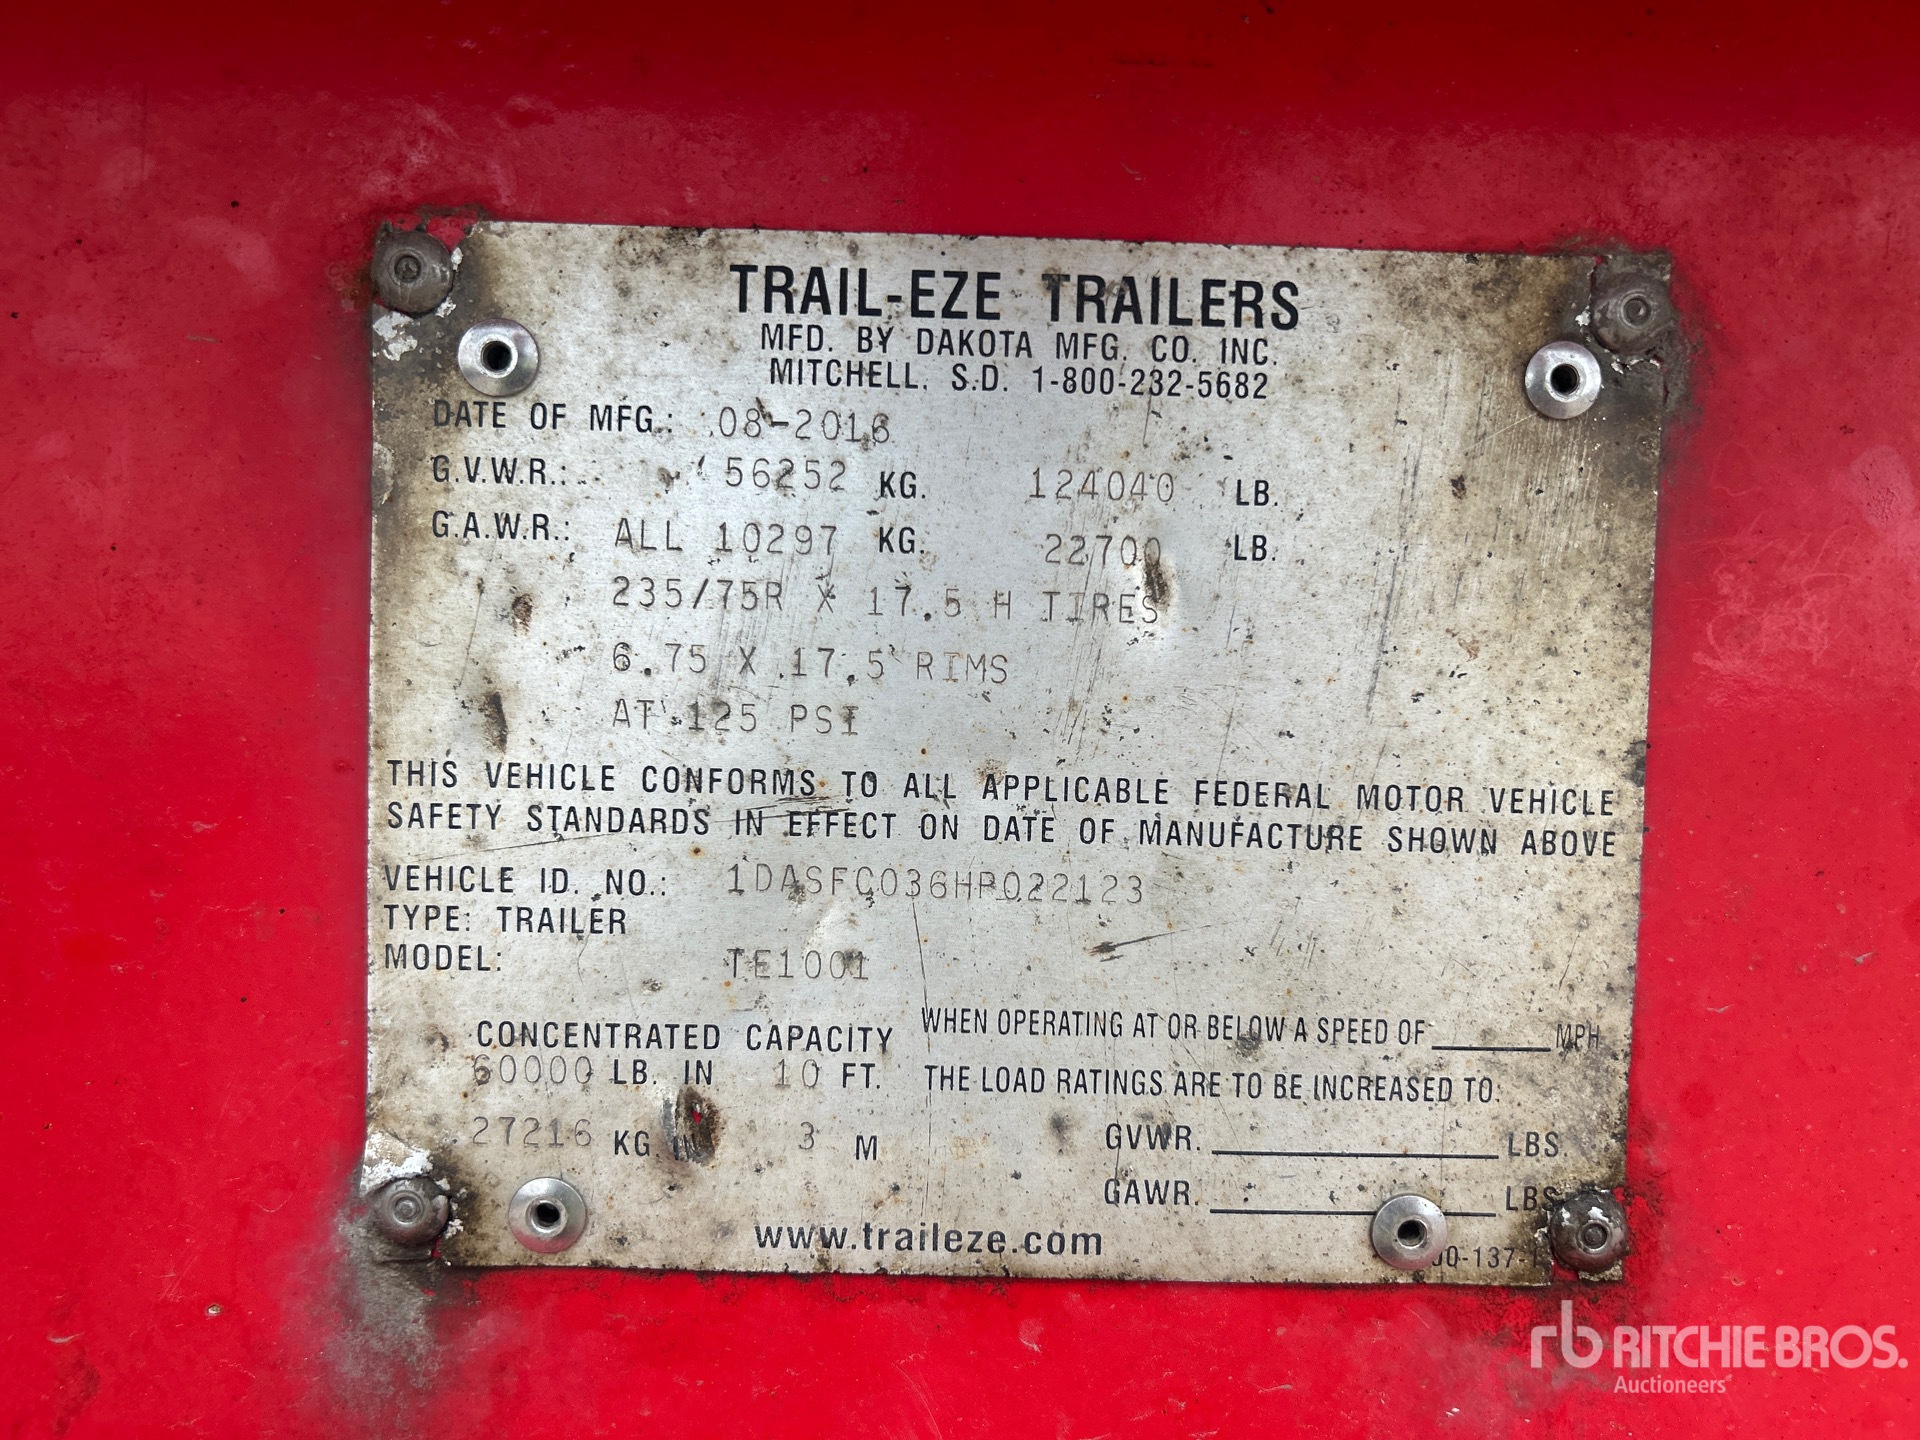 TRAIL-EZE TRAILERS
MFD. BY DAKOTA MFG. CO. INC.
MITCHELL. S.D. 1-800-232-5682
DATE OF MFG.: 08-2016
G.V.W.R.: 56252 KG. 124040 LB.
G.A.W.R.: ALL 10297 KG. 22700 LB.
235/75R X 17.5 H TIRES
6.75 X 17.5 RIMS
AT 125 PSI
THIS VEHICLE CONFORMS TO ALL APPLICABLE FEDERAL MOTOR VEHICLE
SAFETY STANDARDS IN EFFECT ON DATE OF MANUFACTURE SHOWN ABOVE
VEHICLE ID. NO.: 1DASFC036HP022123
TYPE: TRAILER
MODEL: TE1001
CONCENTRATED CAPACITY
60000 LB. IN 10 FT.
27216 KG. IN 3 M
WHEN OPERATING AT OR BELOW A SPEED OF MPH
THE LOAD RATINGS ARE TO BE INCREASED TO:
GVWR. LBS
GAWR. LBS
www.traileze.com
rb RITCHIE BROS.
Auctioneers